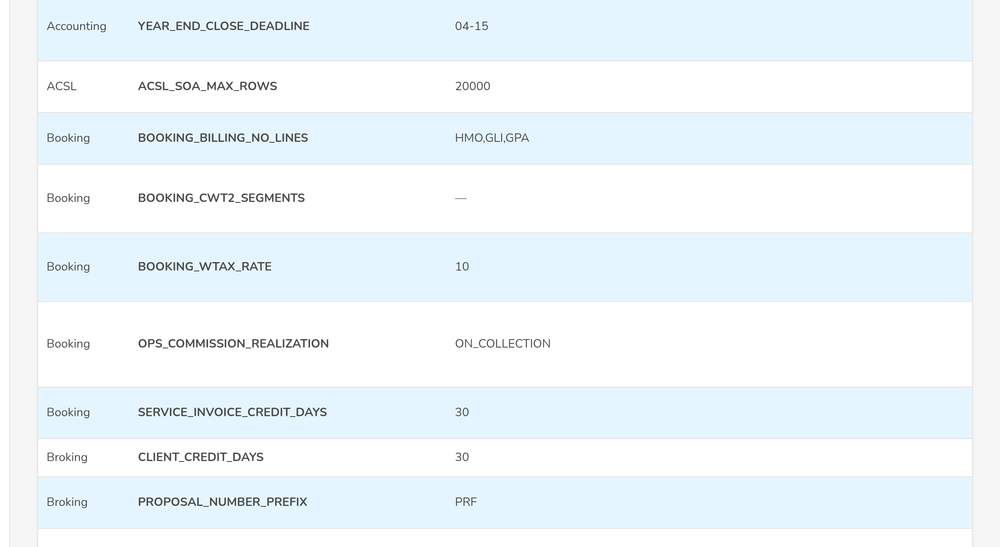 Accounting YEAR_END_CLOSE_DEADLINE 04-15
ACSL ACSL_SOA_MAX_ROWS 20000
Booking BOOKING_BILLING_NO_LINES HMO,GLI,GPA
Booking BOOKING_CWT2_SEGMENTS —
Booking BOOKING_WTAX_RATE 10
Booking OPS_COMMISSION_REALIZATION ON_COLLECTION
Booking SERVICE_INVOICE_CREDIT_DAYS 30
Broking CLIENT_CREDIT_DAYS 30
Broking PROPOSAL_NUMBER_PREFIX PRF